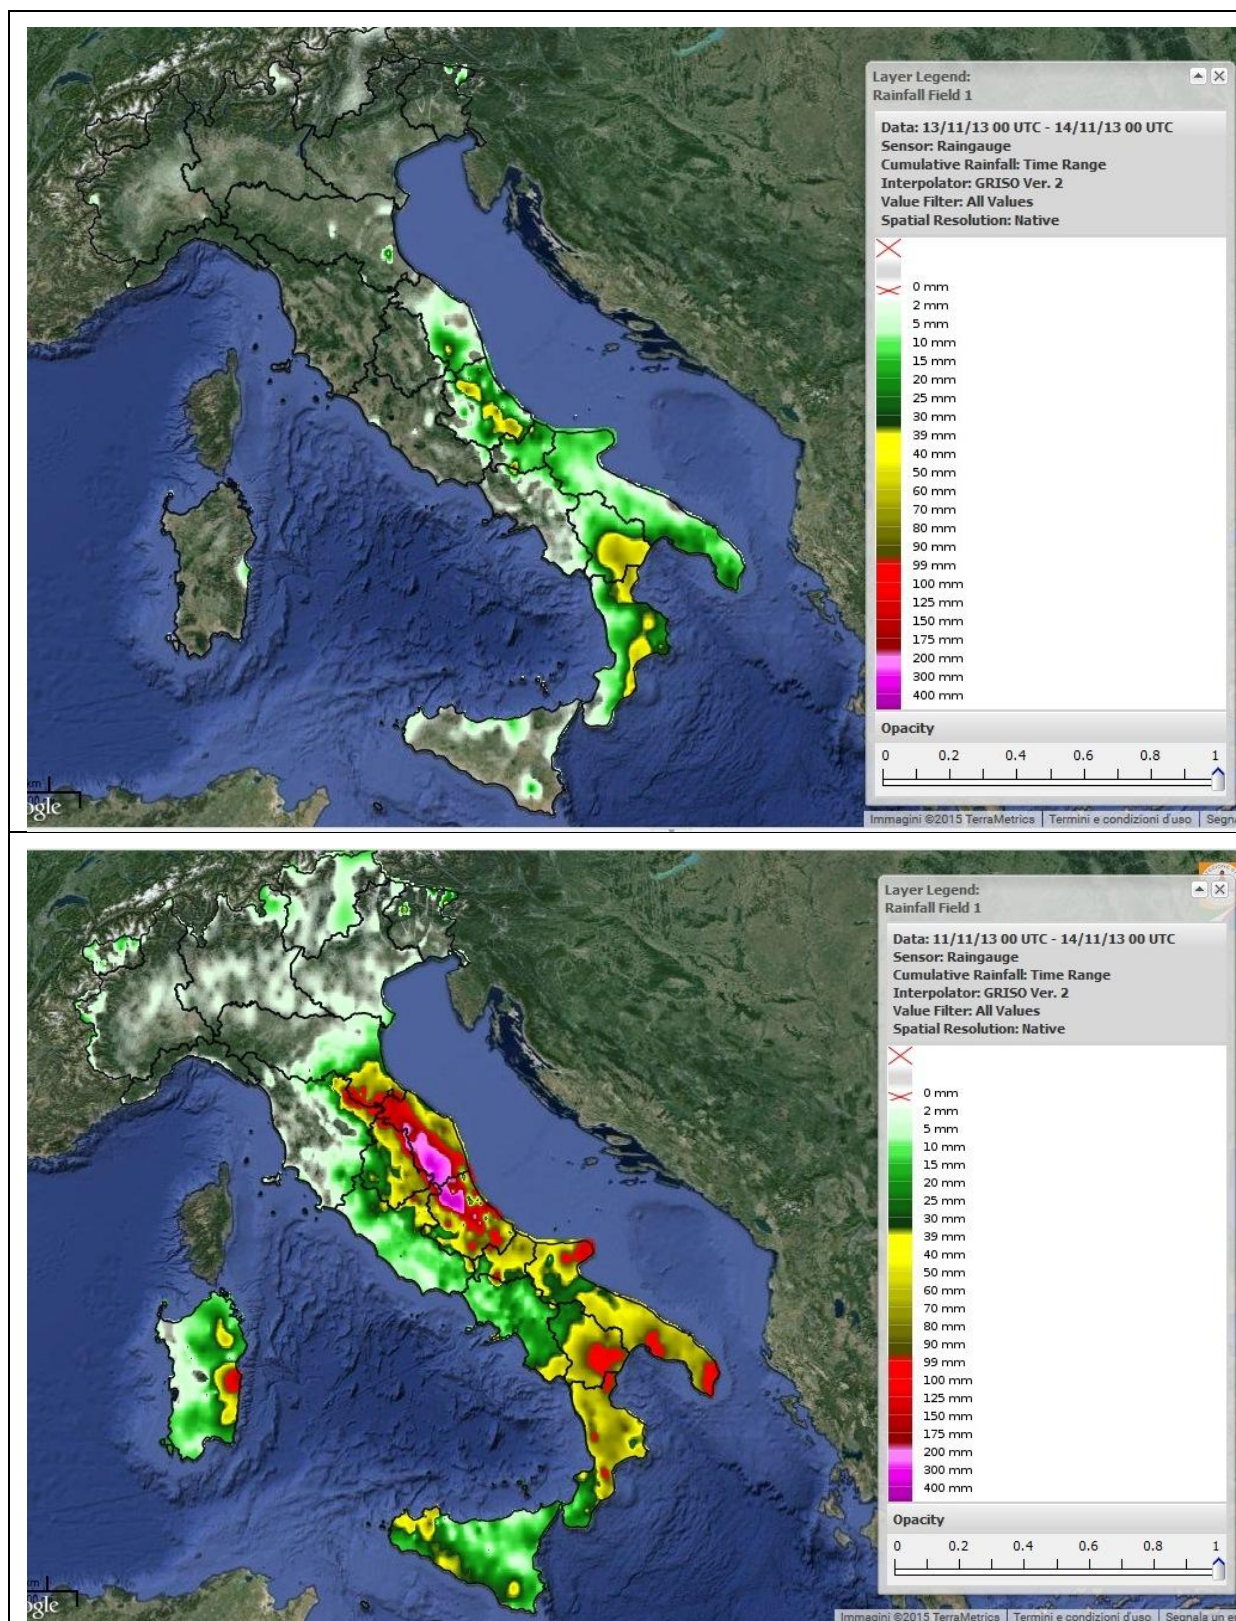 Layer Legend:
Rainfall Field 1
Data: 13/11/13 00 UTC - 14/11/13 00 UTC
Sensor: Raingauge
Cumulative Rainfall: Time Range
Interpolator: GRISO Ver. 2
Value Filter: All Values
Spatial Resolution: Native
0 mm
2 mm
5 mm
10 mm
15 mm
20 mm
25 mm
30 mm
39 mm
40 mm
50 mm
60 mm
70 mm
80 mm
90 mm
99 mm
100 mm
125 mm
150 mm
175 mm
200 mm
300 mm
400 mm
Opacity
0 0.2 0.4 0.6 0.8 1
km
ogle
Immagini ©2015 TerraMetrics Termini e condizioni d'uso Segna
Layer Legend:
Rainfall Field 1
Data: 11/11/13 00 UTC - 14/11/13 00 UTC
Sensor: Raingauge
Cumulative Rainfall: Time Range
Interpolator: GRISO Ver. 2
Value Filter: All Values
Spatial Resolution: Native
0 mm
2 mm
5 mm
10 mm
15 mm
20 mm
25 mm
30 mm
39 mm
40 mm
50 mm
60 mm
70 mm
80 mm
90 mm
99 mm
100 mm
125 mm
150 mm
175 mm
200 mm
300 mm
400 mm
Opacity
0 0.2 0.4 0.6 0.8 1
ogle
Immagini ©2015 TerraMetrics Termini e condizioni d'uso Segnala un e